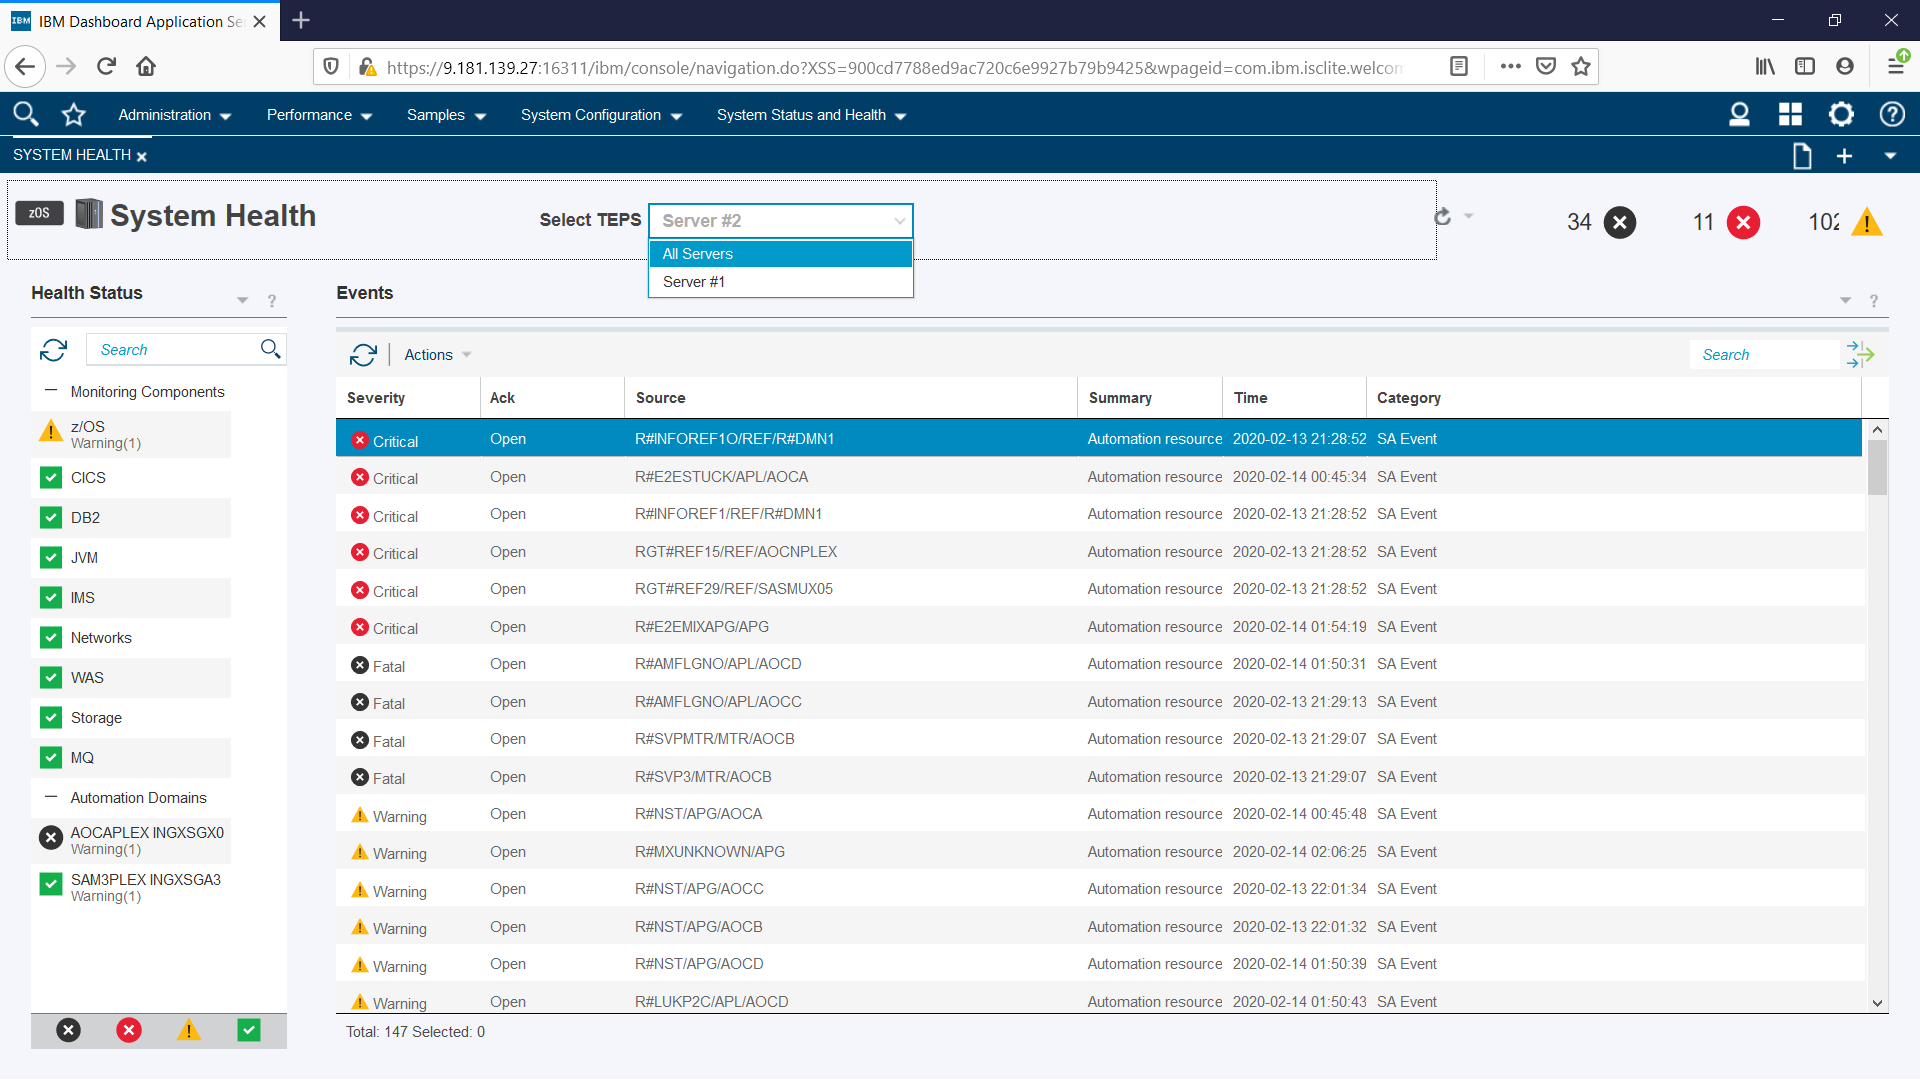 IBM Dashboard Application Se
https://9.181.139.27:16311/ibm/console/navigation.do?XSS=900cd7788ed9ac720c6e9927b79b9425&wpageid=com.ibm.isclite.welcom
Administration Performance Samples System Configuration System Status and Health
SYSTEM HEALTH
zOS System Health Select TEPS Server #2 34 11 102
All Servers
Server #1
Health Status
Search
Monitoring Components
z/OS
Warning(1)
CICS
DB2
JVM
IMS
Networks
WAS
Storage
MQ
Automation Domains
AOCAPLEX INGXSGX0
Warning(1)
SAM3PLEX INGXSGA3
Warning(1)
Events
Actions Search
Severity Ack Source Summary Time Category
Critical Open R#INFOREF1O/REF/R#DMN1 Automation resource 2020-02-13 21:28:52 SA Event
Critical Open R#E2ESTUCK/APL/AOCA Automation resource 2020-02-14 00:45:34 SA Event
Critical Open R#INFOREF1/REF/R#DMN1 Automation resource 2020-02-13 21:28:52 SA Event
Critical Open RGT#REF15/REF/AOCNPLEX Automation resource 2020-02-13 21:28:52 SA Event
Critical Open RGT#REF29/REF/SASMUX05 Automation resource 2020-02-13 21:28:52 SA Event
Critical Open R#E2EMIXAPG/APG Automation resource 2020-02-14 01:54:19 SA Event
Fatal Open R#AMFLGNO/APL/AOCD Automation resource 2020-02-14 01:50:31 SA Event
Fatal Open R#AMFLGNO/APL/AOCC Automation resource 2020-02-13 21:29:13 SA Event
Fatal Open R#SVPMTR/MTR/AOCB Automation resource 2020-02-13 21:29:07 SA Event
Fatal Open R#SVP3/MTR/AOCB Automation resource 2020-02-13 21:29:07 SA Event
Warning Open R#NST/APG/AOCA Automation resource 2020-02-14 00:45:48 SA Event
Warning Open R#MXUNKNOWN/APG Automation resource 2020-02-14 02:06:25 SA Event
Warning Open R#NST/APG/AOCC Automation resource 2020-02-13 22:01:34 SA Event
Warning Open R#NST/APG/AOCB Automation resource 2020-02-13 22:01:32 SA Event
Warning Open R#NST/APG/AOCD Automation resource 2020-02-14 01:50:39 SA Event
Warning Open R#LUKP2C/APL/AOCD Automation resource 2020-02-14 01:50:43 SA Event
Total: 147 Selected: 0